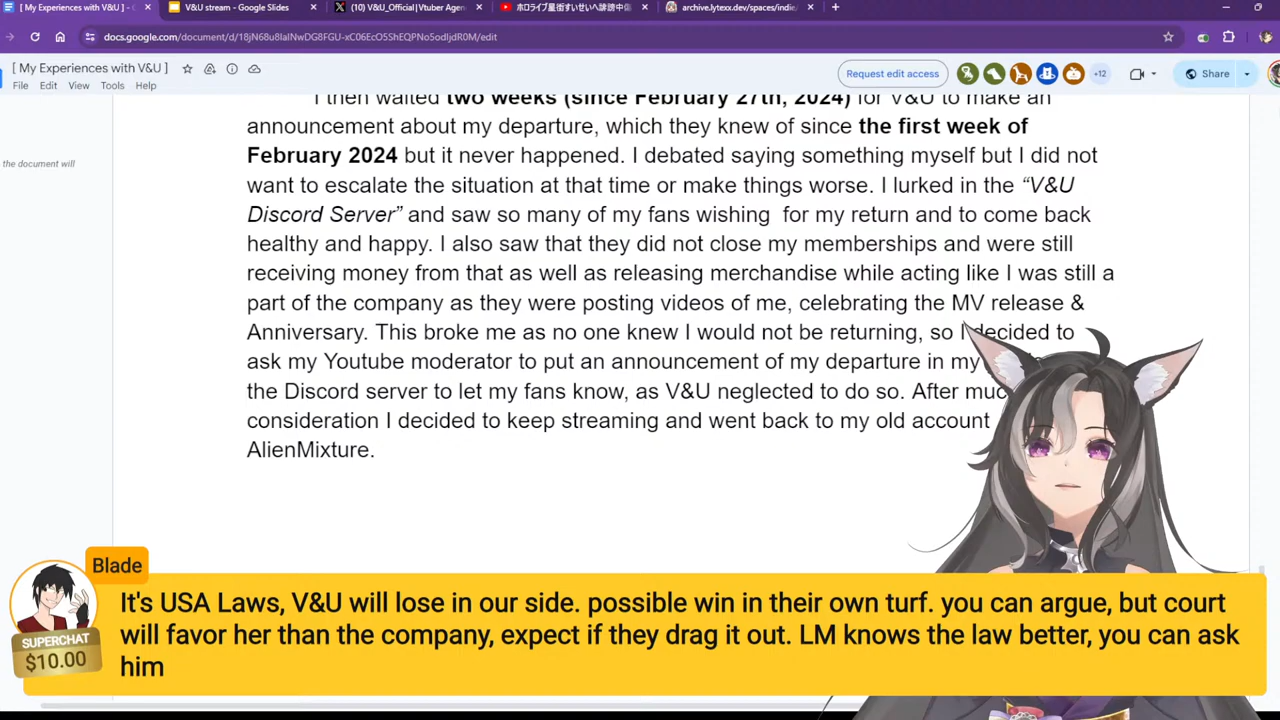 [ My Experiences with V&U ] - C
V&U stream - Google Slides
(10) V&U_Official|Vtuber Agen
ホロライブ星街すいせいへ誹謗中傷
archive.lytexx.dev/spaces/indie/
docs.google.com/document/d/
[ My Experiences with V&U ]
File Edit View Tools Help
Request edit access
+12
Share
the document will
I then waited two weeks (since February 27th, 2024) for V&U to make an
announcement about my departure, which they knew of since the first week of
February 2024 but it never happened. I debated saying something myself but I did not
want to escalate the situation at that time or make things worse. I lurked in the “V&U
Discord Server” and saw so many of my fans wishing for my return and to come back
healthy and happy. I also saw that they did not close my memberships and were still
receiving money from that as well as releasing merchandise while acting like I was still a
part of the company as they were posting videos of me, celebrating the MV release &
Anniversary. This broke me as no one knew I would not be returning, so I decided to
ask my Youtube moderator to put an announcement of my departure in my
the Discord server to let my fans know, as V&U neglected to do so. After muc
consideration I decided to keep streaming and went back to my old account
AlienMixture.
Blade
It's USA Laws, V&U will lose in our side. possible win in their own turf. you can argue, but court
will favor her than the company, expect if they drag it out. LM knows the law better, you can ask
him
SUPERCHAT
$10.00